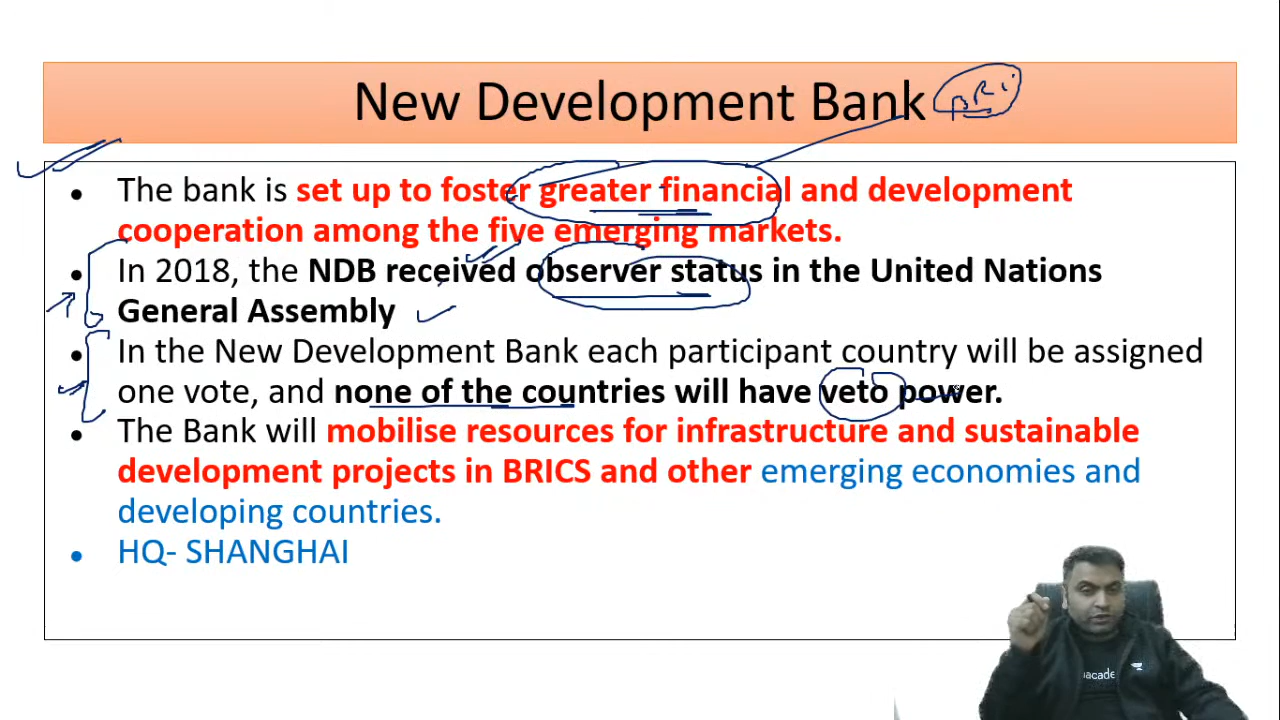 New Development Bank BRi
• The bank is set up to foster greater financial and development
cooperation among the five emerging markets.
• In 2018, the NDB received observer status in the United Nations
General Assembly
• In the New Development Bank each participant country will be assigned
one vote, and none of the countries will have veto power.
• The Bank will mobilise resources for infrastructure and sustainable
development projects in BRICS and other emerging economies and
developing countries.
• HQ- SHANGHAI